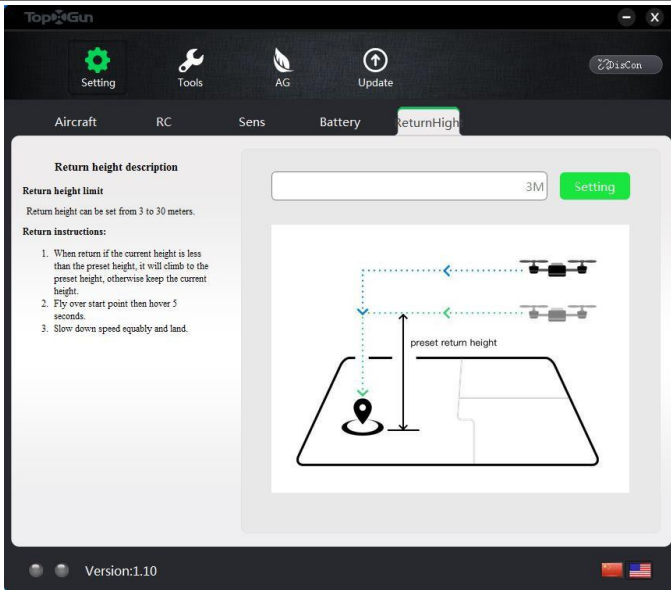 TopXGun
Setting
Tools
AG
Update
DisCon
Aircraft
RC
Sens
Battery
ReturnHigh
Return height description
Return height limit
Return height can be set from 3 to 30 meters.
Return instructions:
1. When return if the current height is less
than the preset height, it will climb to the
preset height, otherwise keep the current
height.
2. Fly over start point then hover 5
seconds.
3. Slow down speed equably and land.
3M
Setting
preset return height
Version:1.10